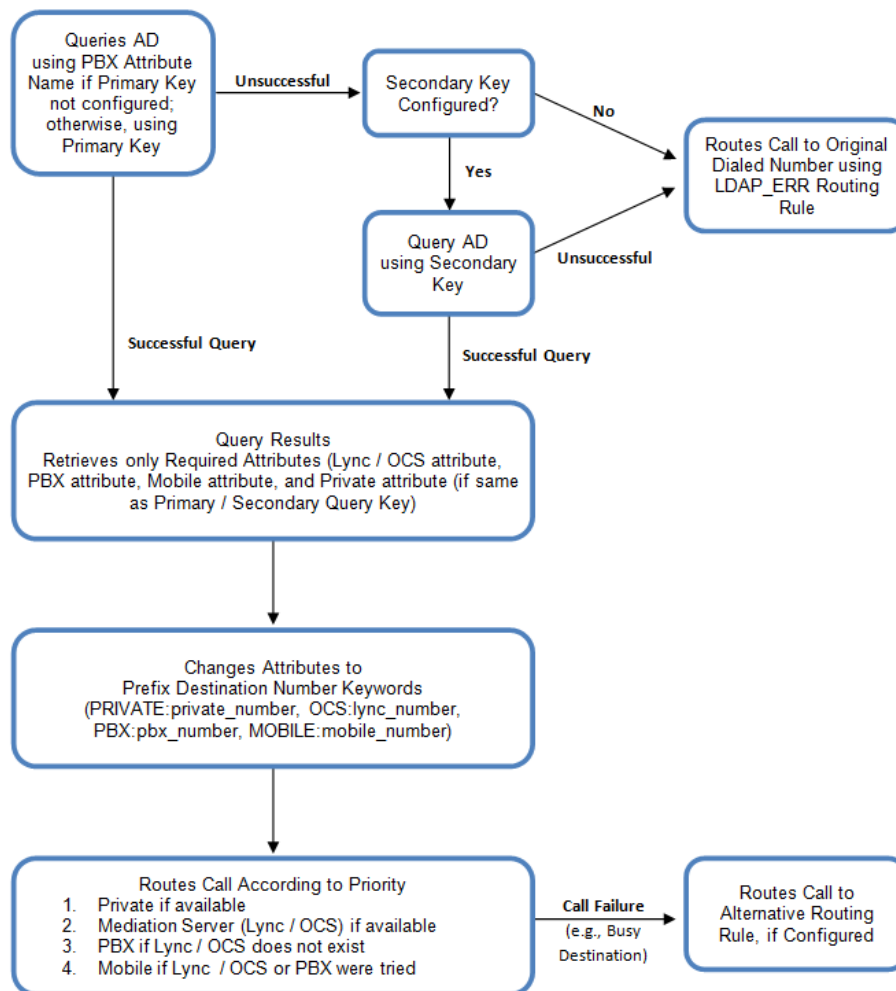 Queries AD
using PBX Attribute
Name if Primary Key
not configured;
otherwise, using
Primary Key
Unsuccessful
Secondary Key
Configured?
No
Routes Call to Original
Dialed Number using
LDAP_ERR Routing
Rule
Yes
Query AD
using Secondary
Key
Unsuccessful
Successful Query
Successful Query
Query Results
Retrieves only Required Attributes (Lync / OCS attribute,
PBX attribute, Mobile attribute, and Private attribute (if same
as Primary / Secondary Query Key)
Changes Attributes to
Prefix Destination Number Keywords
(PRIVATE:private_number, OCS:lync_number,
PBX:pbx_number, MOBILE:mobile_number)
Routes Call According to Priority
1. Private if available
2. Mediation Server (Lync / OCS) if available
3. PBX if Lync / OCS does not exist
4. Mobile if Lync / OCS or PBX were tried
Call Failure
(e.g., Busy
Destination)
Routes Call to
Alternative Routing
Rule, if Configured